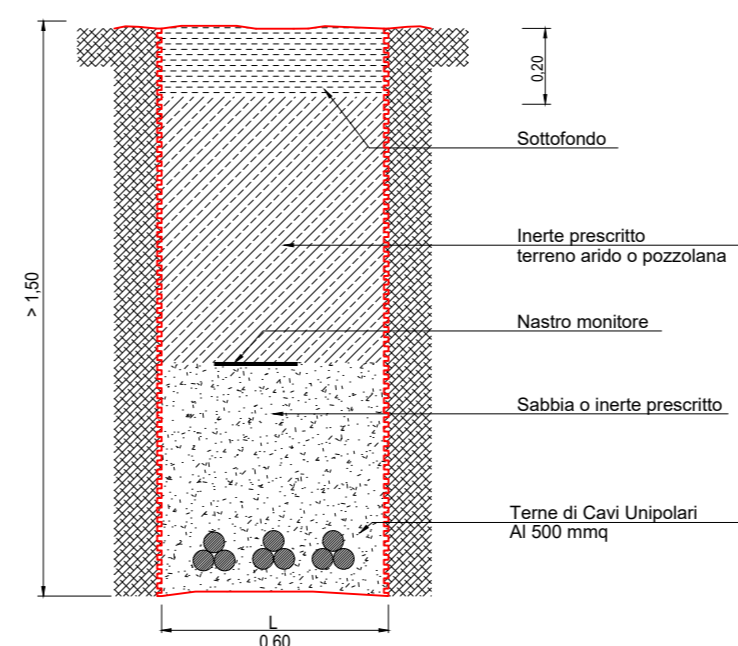 0,20
Sottofondo
Inerte prescritto
terreno arido o pozzolana
> 1,50
Nastro monitore
Sabbia o inerte prescritto
Terne di Cavi Unipolari
Al 500 mmq
L
0,60